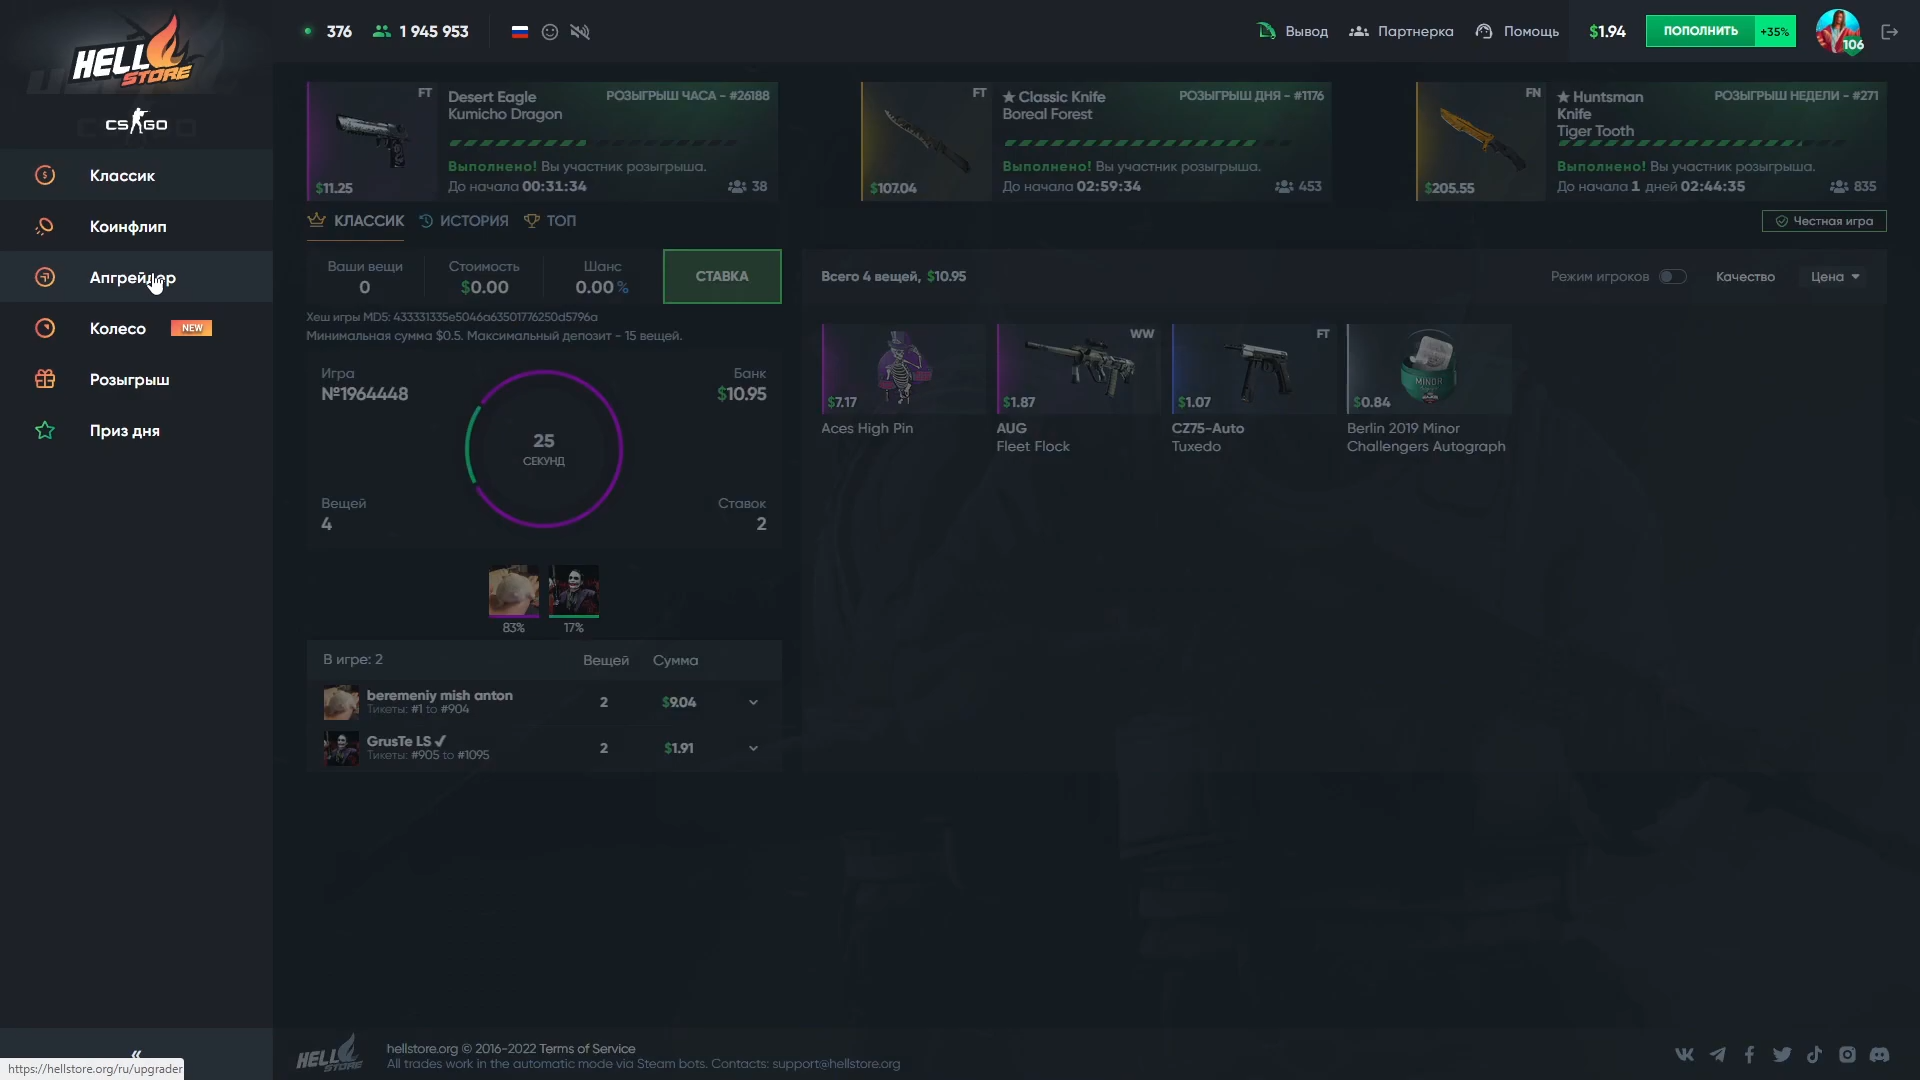 HELL
STORE
CS GO
376
1 945 953
Вывод
Партнерка
Помощь
$1.94
ПОПОЛНИТЬ
+35%
106
Классик
Коинфлип
Апгрейдер
Колесо
NEW
Розыгрыш
Приз дня
FT
Desert Eagle
Kumicho Dragon
РОЗЫГРЫШ ЧАСА - #26188
Выполнено! Вы участник розыгрыша.
$11.25
До начала 00:31:34
38
FT
★ Classic Knife
Boreal Forest
РОЗЫГРЫШ ДНЯ - #1176
Выполнено! Вы участник розыгрыша.
$107.04
До начала 02:59:34
453
FN
★ Huntsman
Knife
Tiger Tooth
РОЗЫГРЫШ НЕДЕЛИ - #271
Выполнено! Вы участник розыгрыша.
$205.55
До начала 1 дней 02:44:35
835
КЛАССИК
ИСТОРИЯ
ТОП
Честная игра
Ваши вещи
0
Стоимость
$0.00
Шанс
0.00 %
СТАВКА
Хеш игры MD5: 433331335e5046a63501776250d5796a
Минимальная сумма $0.5. Максимальный депозит - 15 вещей.
Игра
№1964448
Банк
$10.95
25
СЕКУНД
Вещей
4
Ставок
2
83%
17%
В игре: 2
Вещей
Сумма
beremeniy mish anton
Тикеты: #1 to #904
2
$9.04
GrusTe LS ✓
Тикеты: #905 to #1095
2
$1.91
Всего 4 вещей, $10.95
Режим игроков
Качество
Цена
$7.17
Aces High Pin
WW
$1.87
AUG
Fleet Flock
FT
$1.07
CZ75-Auto
Tuxedo
MINOR
$0.84
Berlin 2019 Minor
Challengers Autograph
HELL
STORE
hellstore.org © 2016-2022 Terms of Service
All trades work in the automatic mode via Steam bots. Contacts: support@hellstore.org
https://hellstore.org/ru/upgrader